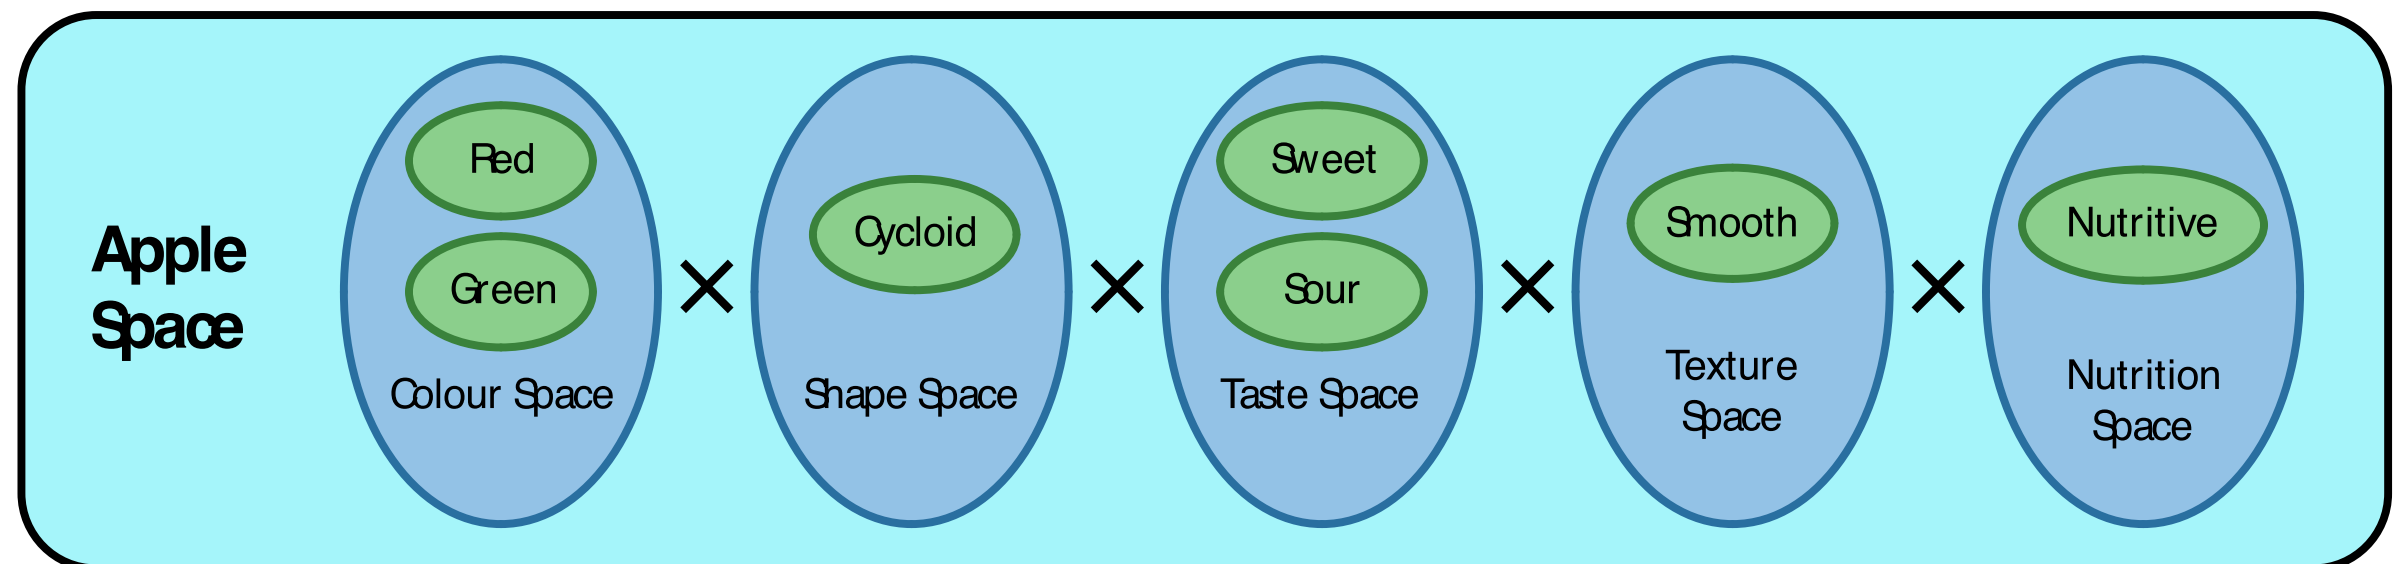 Apple
Space
Red
Green
Colour Space
×
Cycloid
Shape Space
×
Sweet
Sour
Taste Space
×
Smooth
Texture
Space
×
Nutritive
Nutrition
Space